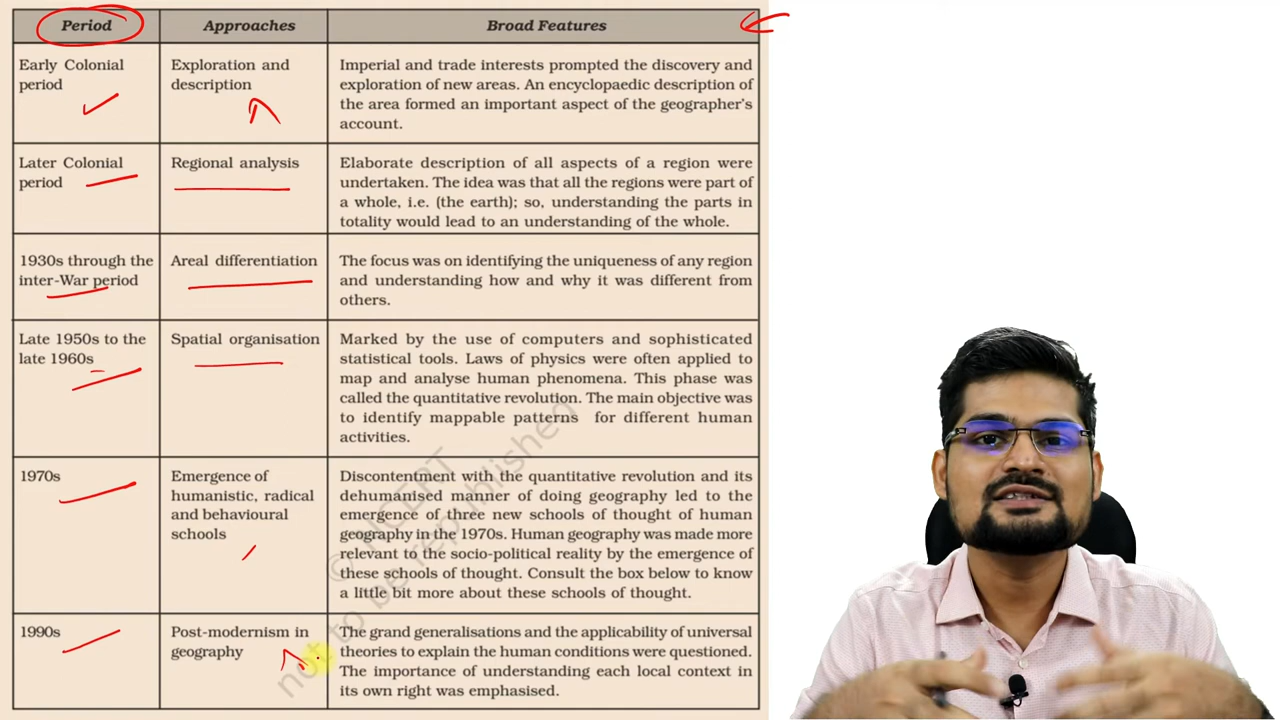 Period Approaches Broad Features
Early Colonial
period
Exploration and
description
Imperial and trade interests prompted the discovery and
exploration of new areas. An encyclopaedic description of
the area formed an important aspect of the geographer's
account.
Later Colonial
period
Regional analysis
Elaborate description of all aspects of a region were
undertaken. The idea was that all the regions were part of
a whole, i.e. (the earth); so, understanding the parts in
totality would lead to an understanding of the whole.
1930s through the
inter-War period
Areal differentiation
The focus was on identifying the uniqueness of any region
and understanding how and why it was different from
others.
Late 1950s to the
late 1960s
Spatial organisation
Marked by the use of computers and sophisticated
statistical tools. Laws of physics were often applied to
map and analyse human phenomena. This phase was
called the quantitative revolution. The main objective was
to identify mappable patterns for different human
activities.
1970s
Emergence of
humanistic, radical
and behavioural
schools
Discontentment with the quantitative revolution and its
dehumanised manner of doing geography led to the
emergence of three new schools of thought of human
geography in the 1970s. Human geography was made more
relevant to the socio-political reality by the emergence of
these schools of thought. Consult the box below to know
a little bit more about these schools of thought.
1990s
Post-modernism in
geography
The grand generalisations and the applicability of universal
theories to explain the human conditions were questioned.
The importance of understanding each local context in
its own right was emphasised.
© NCERT
not to be republished